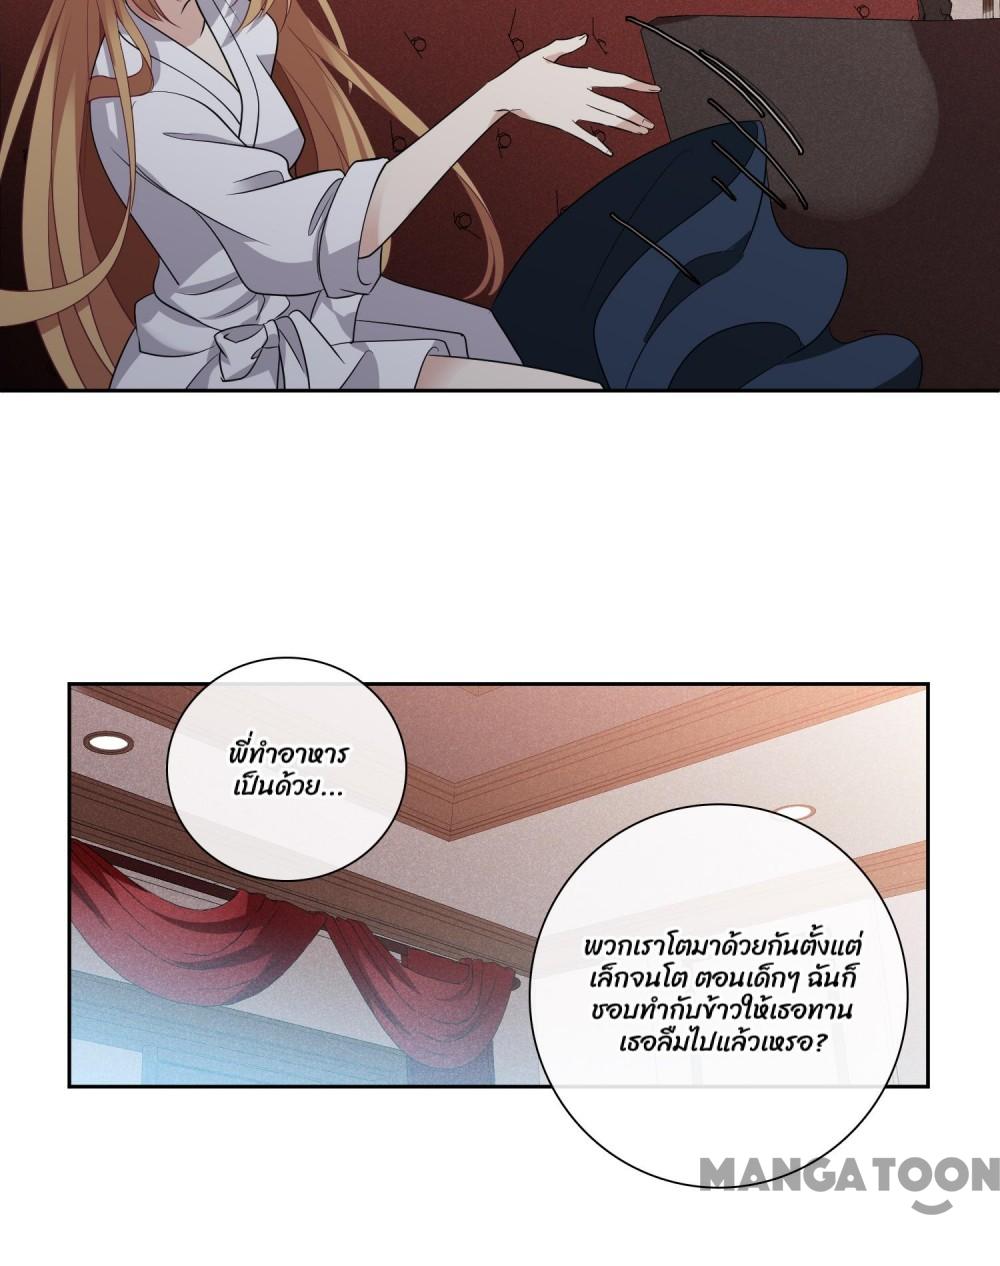 พี่ทำอาหาร
เป็นด้วย...
พวกเราโตมาด้วยกันตั้งแต่
เล็กจนโต ตอนเด็กๆ ฉันก็
ชอบทำกับข้าวให้เธอทาน
เธอลืมไปแล้วเหรอ?
MANGATOON